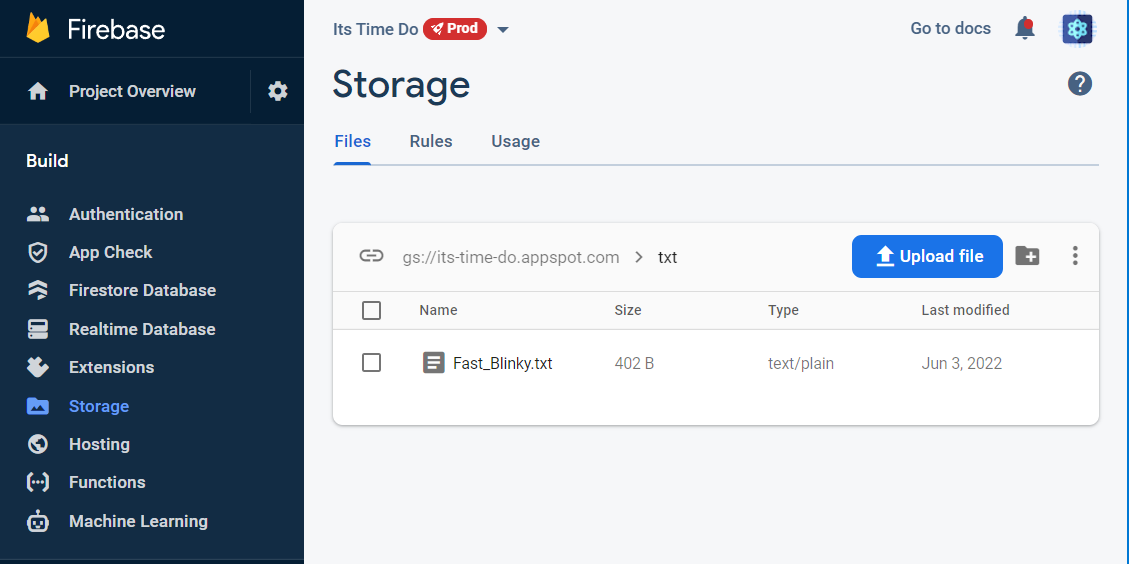 Firebase
Project Overview
Build
Authentication
App Check
Firestore Database
Realtime Database
Extensions
Storage
Hosting
Functions
Machine Learning
Its Time Do Prod
Go to docs
Storage
?
Files Rules Usage
gs://its-time-do.appspot.com > txt
Upload file
Name Size Type Last modified
Fast_Blinky.txt 402 B text/plain Jun 3, 2022